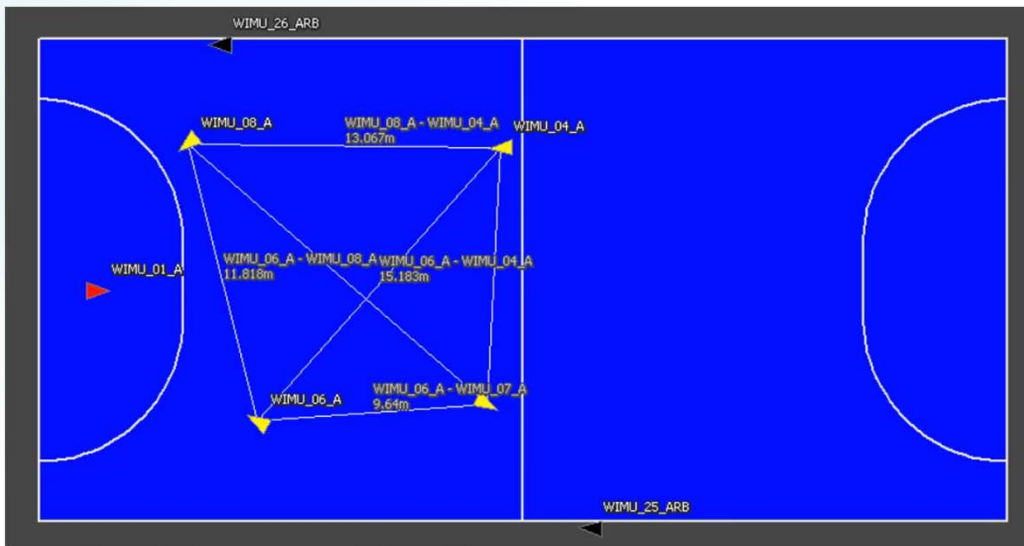 WIMU_26_ARB
WIMU_08_A
WIMU_08_A - WIMU_04_A
13.067m
WIMU_04_A
WIMU_01_A
WIMU_06_A - WIMU_08_A
11.818m
WIMU_06_A - WIMU_04_A
15.183m
WIMU_06_A
WIMU_06_A - WIMU_07_A
9.64m
WIMU_25_ARB